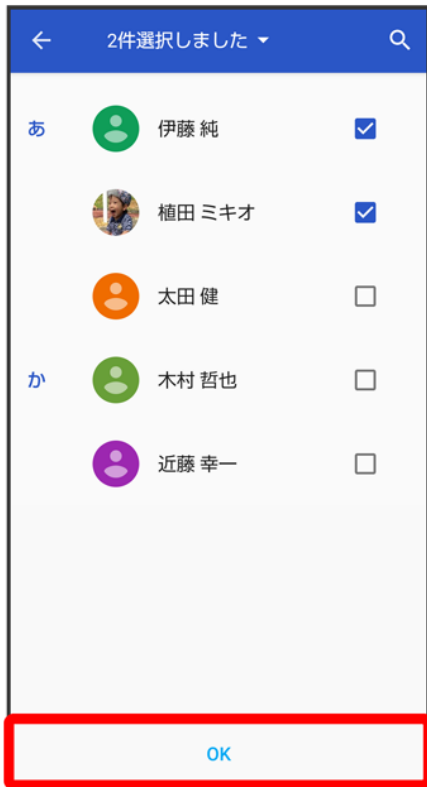 2件選択しました
あ
伊藤 純
植田 ミキオ
太田 健
か
木村 哲也
近藤 幸一
OK